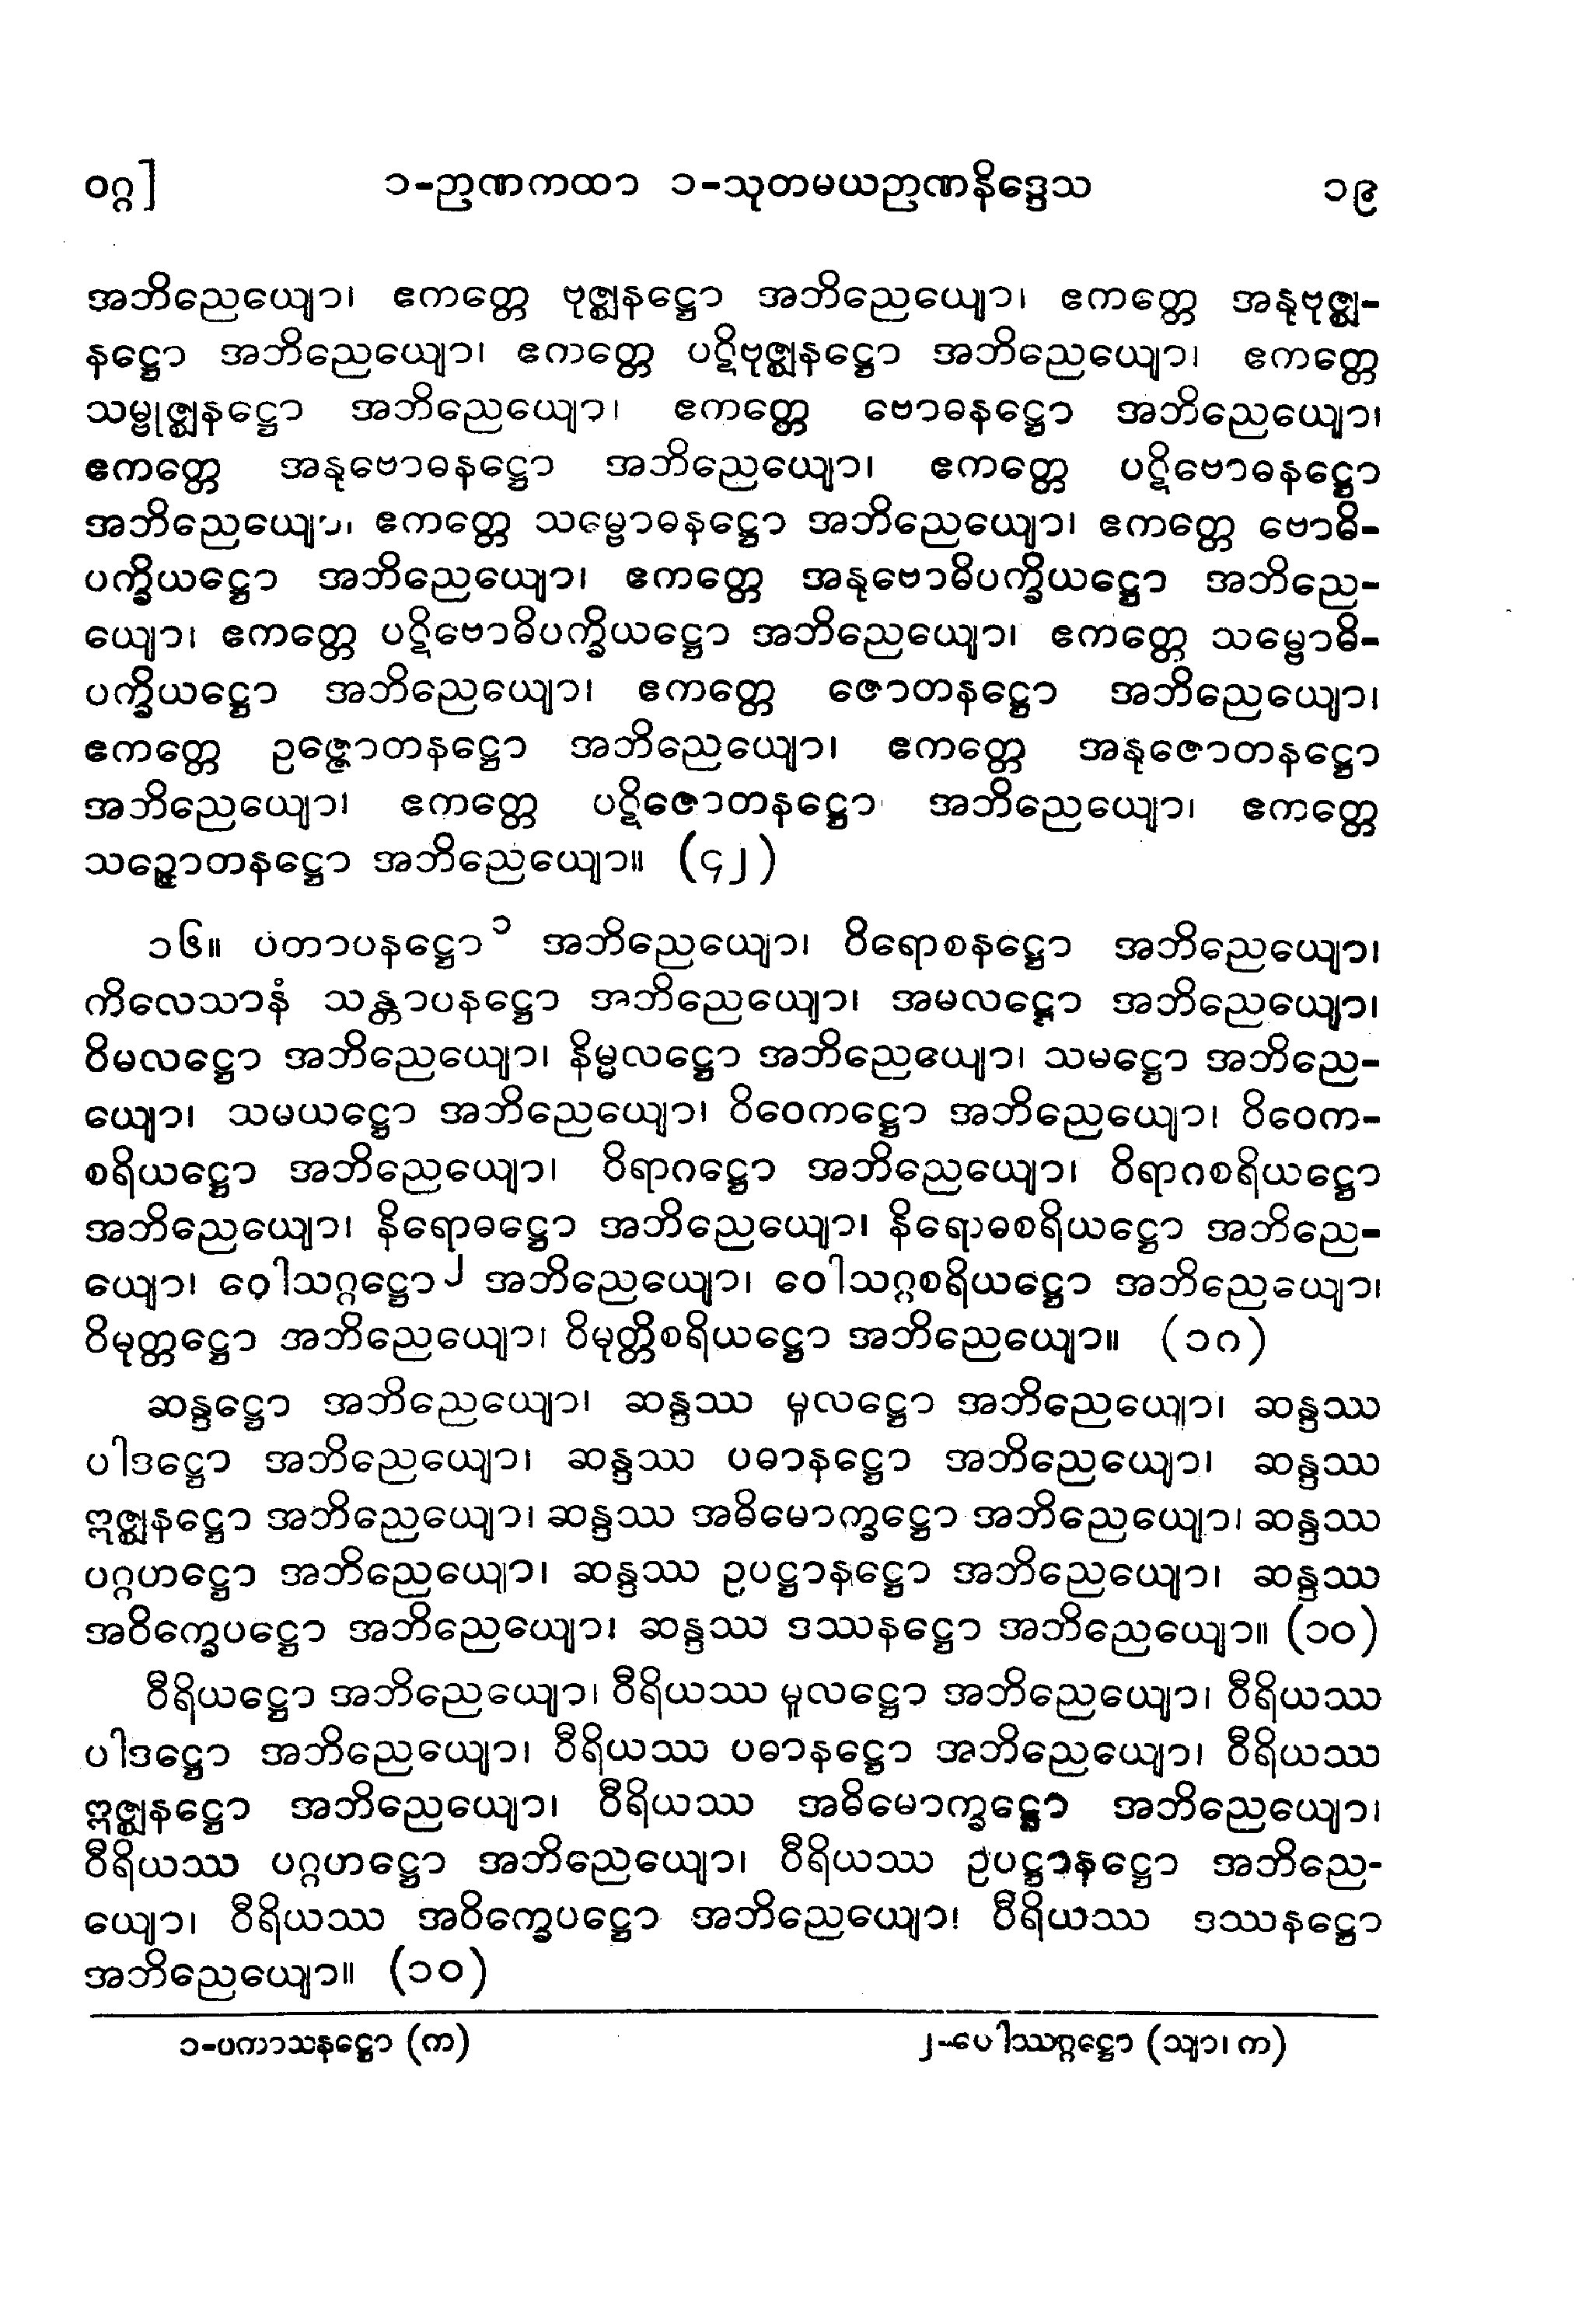 ဝဂ္ဂ] ၁-ဉာဏကထာ ၁-သုတမယဉာဏနိဒ္ဒေသ ၁၉
အဘိညေယျော၊ ဧကတ္တေ ဗုဇ္ဈနဋ္ဌော အဘိညေယျော၊ ဧကတ္တေ အနုဗုဇ္ဈ-
နဋ္ဌော အဘိညေယျော၊ ဧကတ္တေ ပဋိဗုဇ္ဈနဋ္ဌော အဘိညေယျော၊ ဧကတ္တေ
သမ္ဗုဇ္ဈနဋ္ဌော အဘိညေယျော၊ ဧကတ္တေ ဗောဓနဋ္ဌော အဘိညေယျော၊
ဧကတ္တေ အနုဗောဓနဋ္ဌော အဘိညေယျော၊ ဧကတ္တေ ပဋိဗောဓနဋ္ဌော
အဘိညေယျော၊ ဧကတ္တေ သမ္ဗောဓနဋ္ဌော အဘိညေယျော၊ ဧကတ္တေ ဗောဓိ-
ပက္ခိယဋ္ဌော အဘိညေယျော၊ ဧကတ္တေ အနုဗောဓိပက္ခိယဋ္ဌော အဘိညေ-
ယျော၊ ဧကတ္တေ ပဋိဗောဓိပက္ခိယဋ္ဌော အဘိညေယျော၊ ဧကတ္တေ သမ္ဗောဓိ-
ပက္ခိယဋ္ဌော အဘိညေယျော၊ ဧကတ္တေ ဇောတနဋ္ဌော အဘိညေယျော၊
ဧကတ္တေ ဥဇ္ဇောတနဋ္ဌော အဘိညေယျော၊ ဧကတ္တေ အနုဇောတနဋ္ဌော
အဘိညေယျော၊ ဧကတ္တေ ပဋိဇောတနဋ္ဌော အဘိညေယျော၊ ဧကတ္တေ
သဉ္ဇောတနဋ္ဌော အဘိညေယျော။ (၄၂)
၁၆။ ပတာပနဋ္ဌော၁ အဘိညေယျော၊ ဝိရောစနဋ္ဌော အဘိညေယျော၊
ကိလေသာနံ သန္တာပနဋ္ဌော အဘိညေယျော၊ အမလဋ္ဌော အဘိညေယျော၊
ဝိမလဋ္ဌော အဘိညေယျော၊ နိမ္မလဋ္ဌော အဘိညေယျော၊ သမဋ္ဌော အဘိညေ-
ယျော၊ သမယဋ္ဌော အဘိညေယျော၊ ဝိဝေကဋ္ဌော အဘိညေယျော၊ ဝိဝေက-
စရိယဋ္ဌော အဘိညေယျော၊ ဝိရာဂဋ္ဌော အဘိညေယျော၊ ဝိရာဂစရိယဋ္ဌော
အဘိညေယျော၊ နိရောဓဋ္ဌော အဘိညေယျော၊ နိရောဓစရိယဋ္ဌော အဘိညေ-
ယျော၊ ဝေါသဂ္ဂဋ္ဌော၂ အဘိညေယျော၊ ဝေါသဂ္ဂစရိယဋ္ဌော အဘိညေယျော၊
ဝိမုတ္တဋ္ဌော အဘိညေယျော၊ ဝိမုတ္တိစရိယဋ္ဌော အဘိညေယျော။ (၁၈)
ဆန္ဒဋ္ဌော အဘိညေယျော၊ ဆန္ဒဿ မူလဋ္ဌော အဘိညေယျော၊ ဆန္ဒဿ
ပါဒဋ္ဌော အဘိညေယျော၊ ဆန္ဒဿ ပဓာနဋ္ဌော အဘိညေယျော၊ ဆန္ဒဿ
ဣဇ္ဈနဋ္ဌော အဘိညေယျော၊ ဆန္ဒဿ အဓိမောက္ခဋ္ဌော အဘိညေယျော၊ ဆန္ဒဿ
ပဂ္ဂဟဋ္ဌော အဘိညေယျော၊ ဆန္ဒဿ ဥပဋ္ဌာနဋ္ဌော အဘိညေယျော၊ ဆန္ဒဿ
အဝိက္ခေပဋ္ဌော အဘိညေယျော၊ ဆန္ဒဿ ဒဿနဋ္ဌော အဘိညေယျော။ (၁၀)
ဝီရိယဋ္ဌော အဘိညေယျော၊ ဝီရိယဿ မူလဋ္ဌော အဘိညေယျော၊ ဝီရိယဿ
ပါဒဋ္ဌော အဘိညေယျော၊ ဝီရိယဿ ပဓာနဋ္ဌော အဘိညေယျော၊ ဝီရိယဿ
ဣဇ္ဈနဋ္ဌော အဘိညေယျော၊ ဝီရိယဿ အဓိမောက္ခဋ္ဌော အဘိညေယျော၊
ဝီရိယဿ ပဂ္ဂဟဋ္ဌော အဘိညေယျော၊ ဝီရိယဿ ဥပဋ္ဌာနဋ္ဌော အဘိညေ-
ယျော၊ ဝီရိယဿ အဝိက္ခေပဋ္ဌော အဘိညေယျော၊ ဝီရိယဿ ဒဿနဋ္ဌော
အဘိညေယျော။ (၁၀)
၁-ပကာသနဋ္ဌော (က) ၂-ပေါဿဂ္ဂဋ္ဌော (သျာ၊ က)